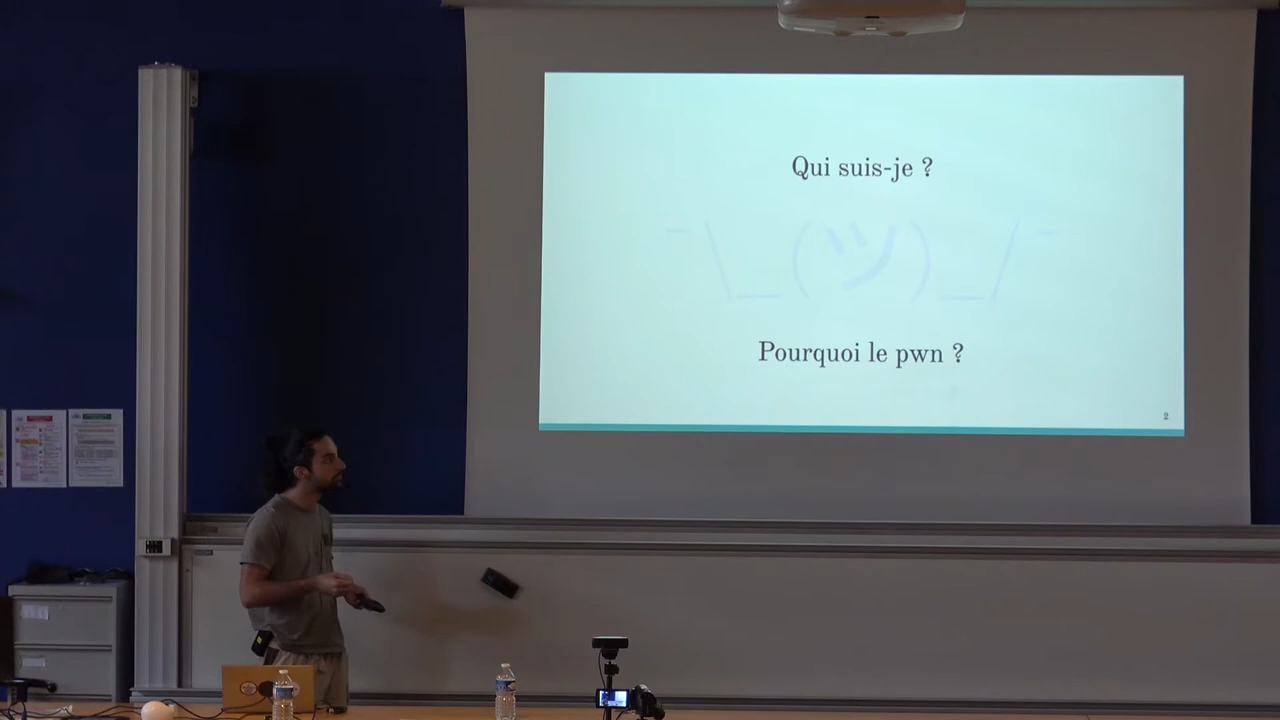 Qui suis-je ?
¯\_(ツ)_/¯
Pourquoi le pwn ?
2